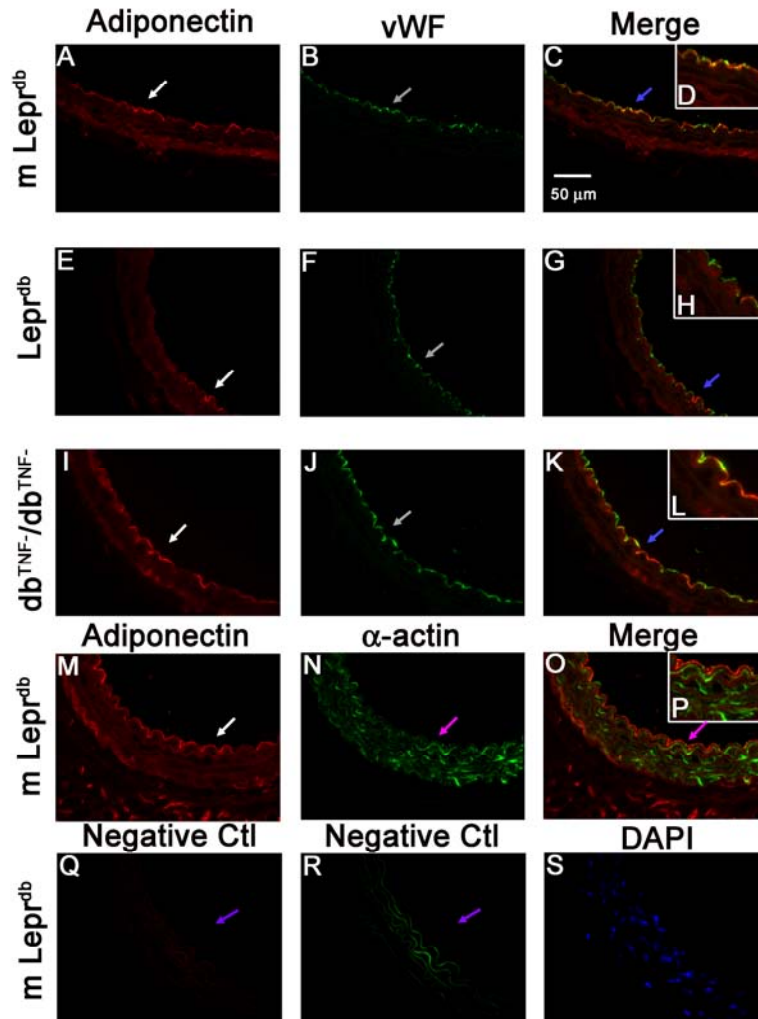 Adiponectin vWF Merge
m Lepr^db
A B C D
50 μm
Lepr^db
E F G H
db^TNF-/db^TNF-
I J K L
Adiponectin α-actin Merge
m Lepr^db
M N O P
Negative Ctl Negative Ctl DAPI
m Lepr^db
Q R S